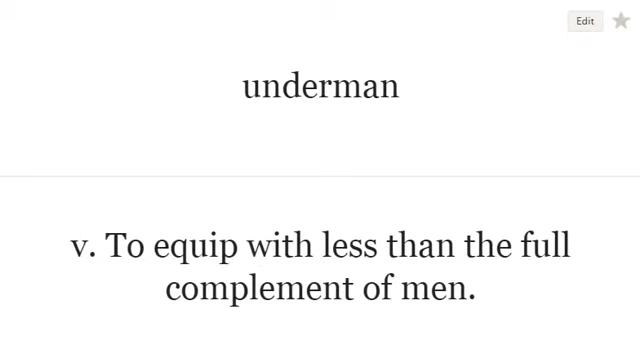 Edit
underman
v. To equip with less than the full
complement of men.